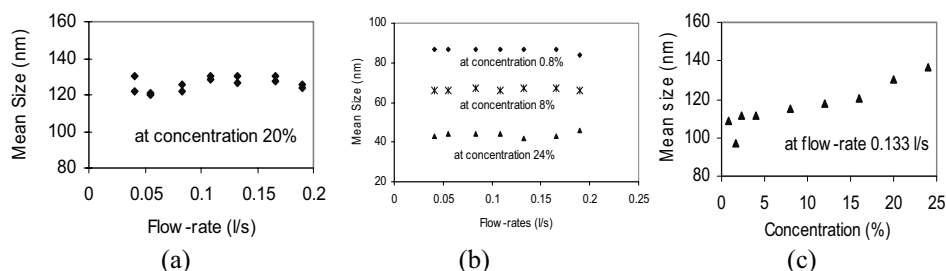 Mean Size (nm)
160
140
120
100
80
at concentration 20%
0
0.05
0.1
0.15
0.2
Flow-rate (l/s)
(a)
Mean Size (nm)
100
80
60
40
20
at concentration 0.8%
at concentration 8%
at concentration 24%
0
0.05
0.1
0.15
0.2
0.25
Flow-rates (l/s)
(b)
Mean size (nm)
160
140
120
100
80
at flow-rate 0.133 l/s
0
5
10
15
20
25
Concentration (%)
(c)